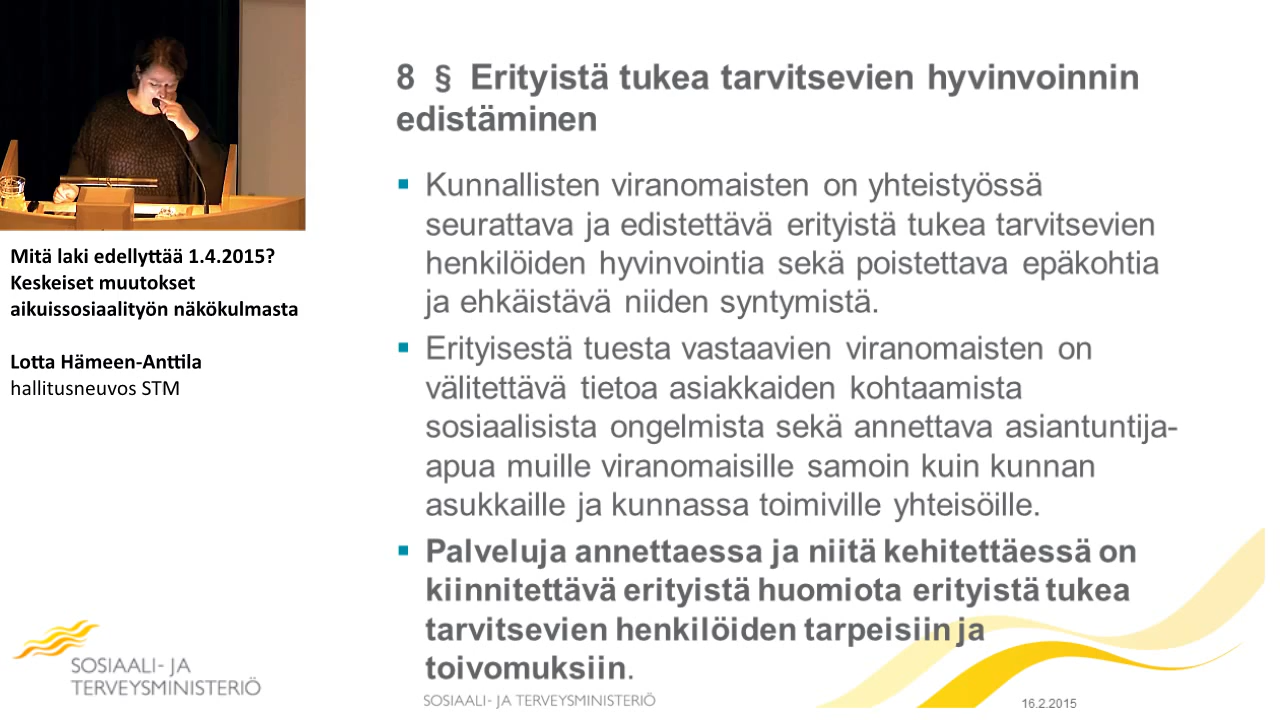 Mitä laki edellyttää 1.4.2015?
Keskeiset muutokset
aikuissosiaalityön näkökulmasta
Lotta Hämeen-Anttila
hallitusneuvos STM
SOSIAALI- JA
TERVEYSMINISTERIÖ
8 § Erityistä tukea tarvitsevien hyvinvoinnin
edistäminen
▪ Kunnallisten viranomaisten on yhteistyössä
seurattava ja edistettävä erityistä tukea tarvitsevien
henkilöiden hyvinvointia sekä poistettava epäkohtia
ja ehkäistävä niiden syntymistä.
▪ Erityisestä tuesta vastaavien viranomaisten on
välitettävä tietoa asiakkaiden kohtaamista
sosiaalisista ongelmista sekä annettava asiantuntija-
apua muille viranomaisille samoin kuin kunnan
asukkaille ja kunnassa toimiville yhteisöille.
▪ Palveluja annettaessa ja niitä kehitettäessä on
kiinnitettävä erityistä huomiota erityistä tukea
tarvitsevien henkilöiden tarpeisiin ja
toivomuksiin.
SOSIAALI- JA TERVEYSMINISTERIÖ
16.2.2015